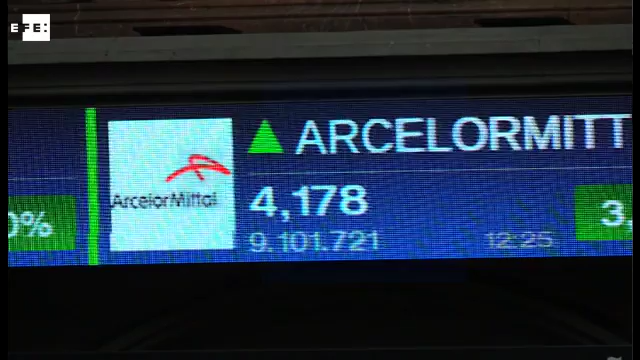 EFE:
ARCELORMITT
0%
ArcelorMittal
4,178
3,
9.101.721
12:25